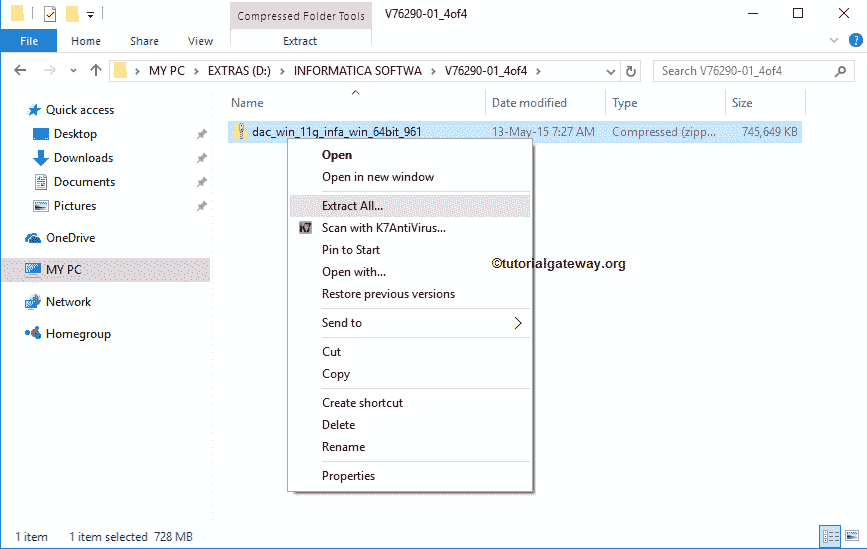 Compressed Folder Tools
V76290-01_4of4
File
Home
Share
View
Extract
?
MY PC
EXTRAS (D:)
INFORMATICA SOFTWA
V76290-01_4of4
Search V76290-01_4of4
Name
Date modified
Type
Size
dac_win_11g_infa_win_64bit_961
13-May-15 7:27 AM
Compressed (zipp...
745,649 KB
Quick access
Desktop
Downloads
Documents
Pictures
OneDrive
MY PC
Network
Homegroup
Open
Open in new window
Extract All...
K7
Scan with K7AntiVirus...
Pin to Start
Open with...
Restore previous versions
Send to
Cut
Copy
Create shortcut
Delete
Rename
Properties
©tutorialgateway.org
1 item
1 item selected 728 MB